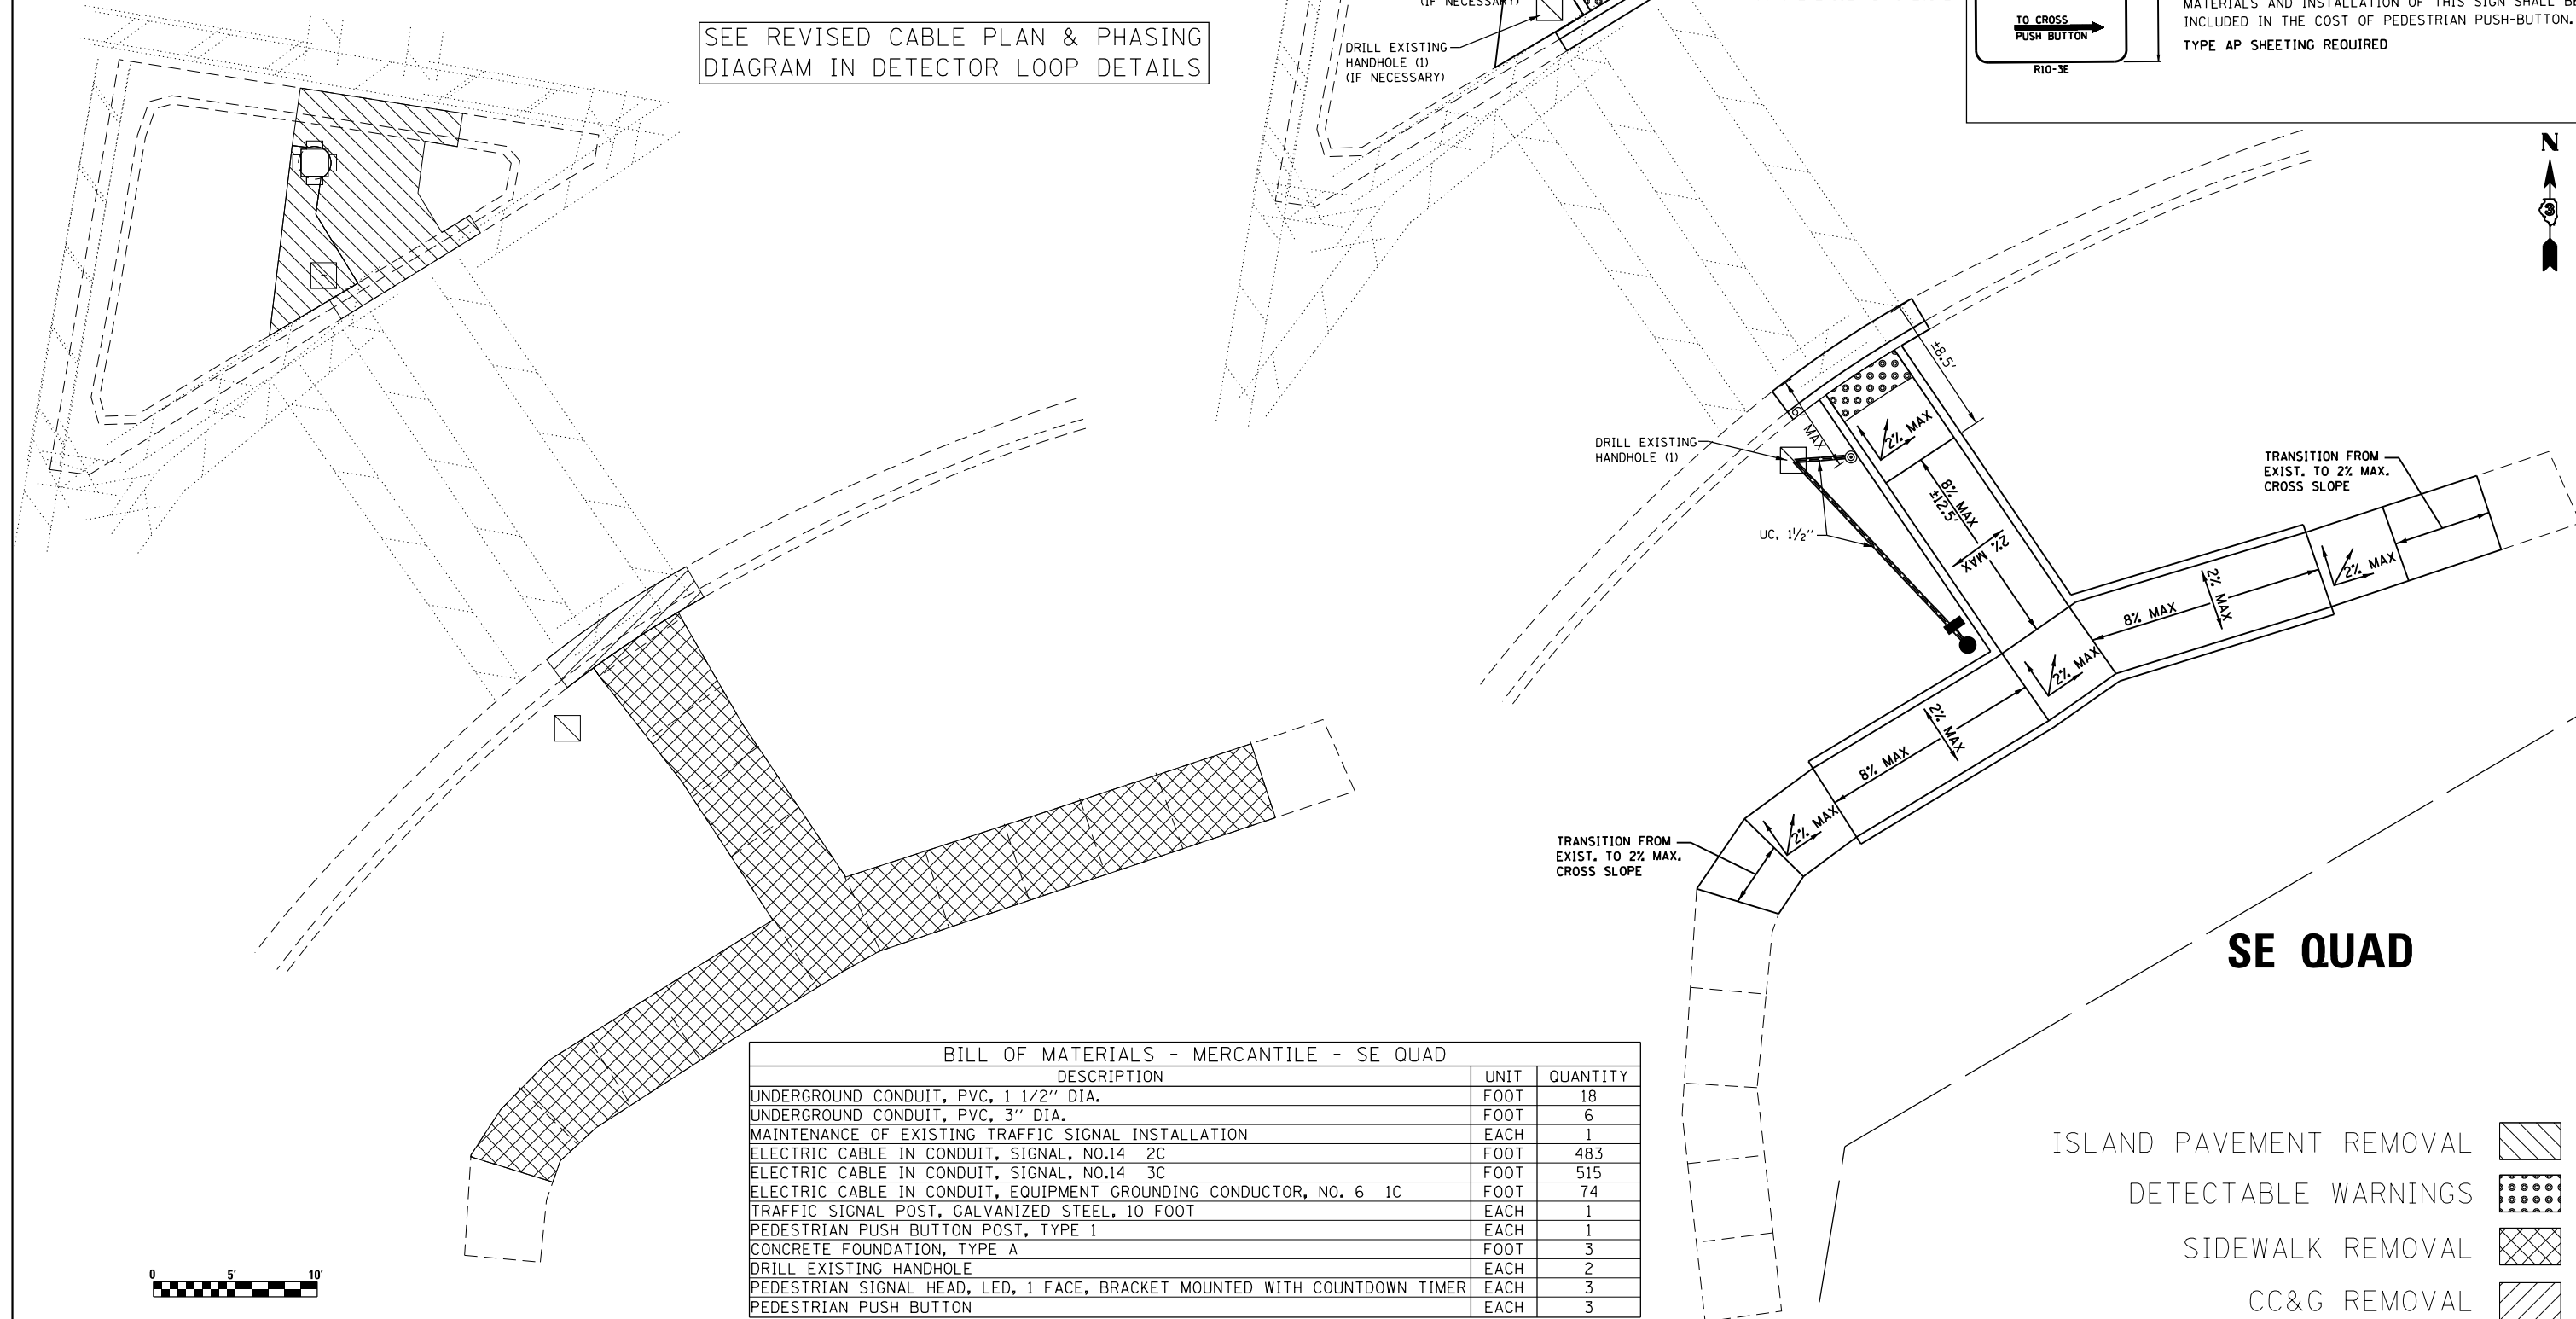 SEE REVISED CABLE PLAN & PHASING
DIAGRAM IN DETECTOR LOOP DETAILS
(IF NECESSARY)
DRILL EXISTING
HANDHOLE (1)
(IF NECESSARY)
TO CROSS
PUSH BUTTON
R10-3E
MATERIALS AND INSTALLATION OF THIS SIGN SHALL BE
INCLUDED IN THE COST OF PEDESTRIAN PUSH-BUTTON.
TYPE AP SHEETING REQUIRED
N
3
±8.5'
6' MAX
2% MAX
DRILL EXISTING
HANDHOLE (1)
8% MAX
±12.5'
2% MAX
UC, 1½"
TRANSITION FROM
EXIST. TO 2% MAX.
CROSS SLOPE
2% MAX
2% MAX
8% MAX
2% MAX
2% MAX
8% MAX
2% MAX
TRANSITION FROM
EXIST. TO 2% MAX.
CROSS SLOPE
SE QUAD
BILL OF MATERIALS - MERCANTILE - SE QUAD
DESCRIPTION UNIT QUANTITY
UNDERGROUND CONDUIT, PVC, 1 1/2" DIA. FOOT 18
UNDERGROUND CONDUIT, PVC, 3" DIA. FOOT 6
MAINTENANCE OF EXISTING TRAFFIC SIGNAL INSTALLATION EACH 1
ELECTRIC CABLE IN CONDUIT, SIGNAL, NO.14 2C FOOT 483
ELECTRIC CABLE IN CONDUIT, SIGNAL, NO.14 3C FOOT 515
ELECTRIC CABLE IN CONDUIT, EQUIPMENT GROUNDING CONDUCTOR, NO. 6 1C FOOT 74
TRAFFIC SIGNAL POST, GALVANIZED STEEL, 10 FOOT EACH 1
PEDESTRIAN PUSH BUTTON POST, TYPE 1 EACH 1
CONCRETE FOUNDATION, TYPE A FOOT 3
DRILL EXISTING HANDHOLE EACH 2
PEDESTRIAN SIGNAL HEAD, LED, 1 FACE, BRACKET MOUNTED WITH COUNTDOWN TIMER EACH 3
PEDESTRIAN PUSH BUTTON EACH 3
0 5' 10'
ISLAND PAVEMENT REMOVAL
DETECTABLE WARNINGS
SIDEWALK REMOVAL
CC&G REMOVAL